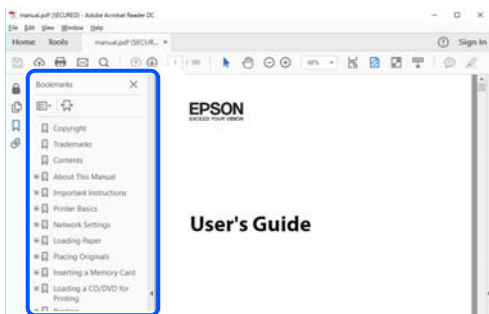 manual.pdf (SECURED) - Adobe Acrobat Reader DC
File Edit View Window Help
Home Tools manual.pdf (SECUR... × Sign In
1 / 191
Bookmarks
Copyright
Trademarks
Contents
About This Manual
Important Instructions
Printer Basics
Network Settings
Loading Paper
Placing Originals
Inserting a Memory Card
Loading a CD/DVD for
Printing
EPSON
EXCEED YOUR VISION
User's Guide